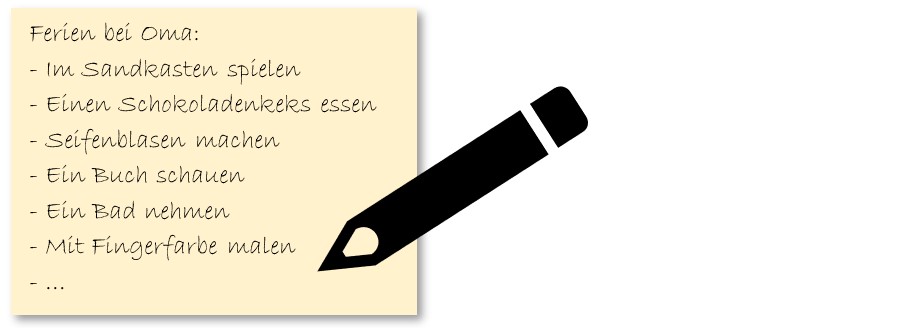 Ferien bei Oma:
- Im Sandkasten spielen
- Einen Schokoladenkeks essen
- Seifenblasen machen
- Ein Buch schauen
- Ein Bad nehmen
- Mit Fingerfarbe malen
- ...